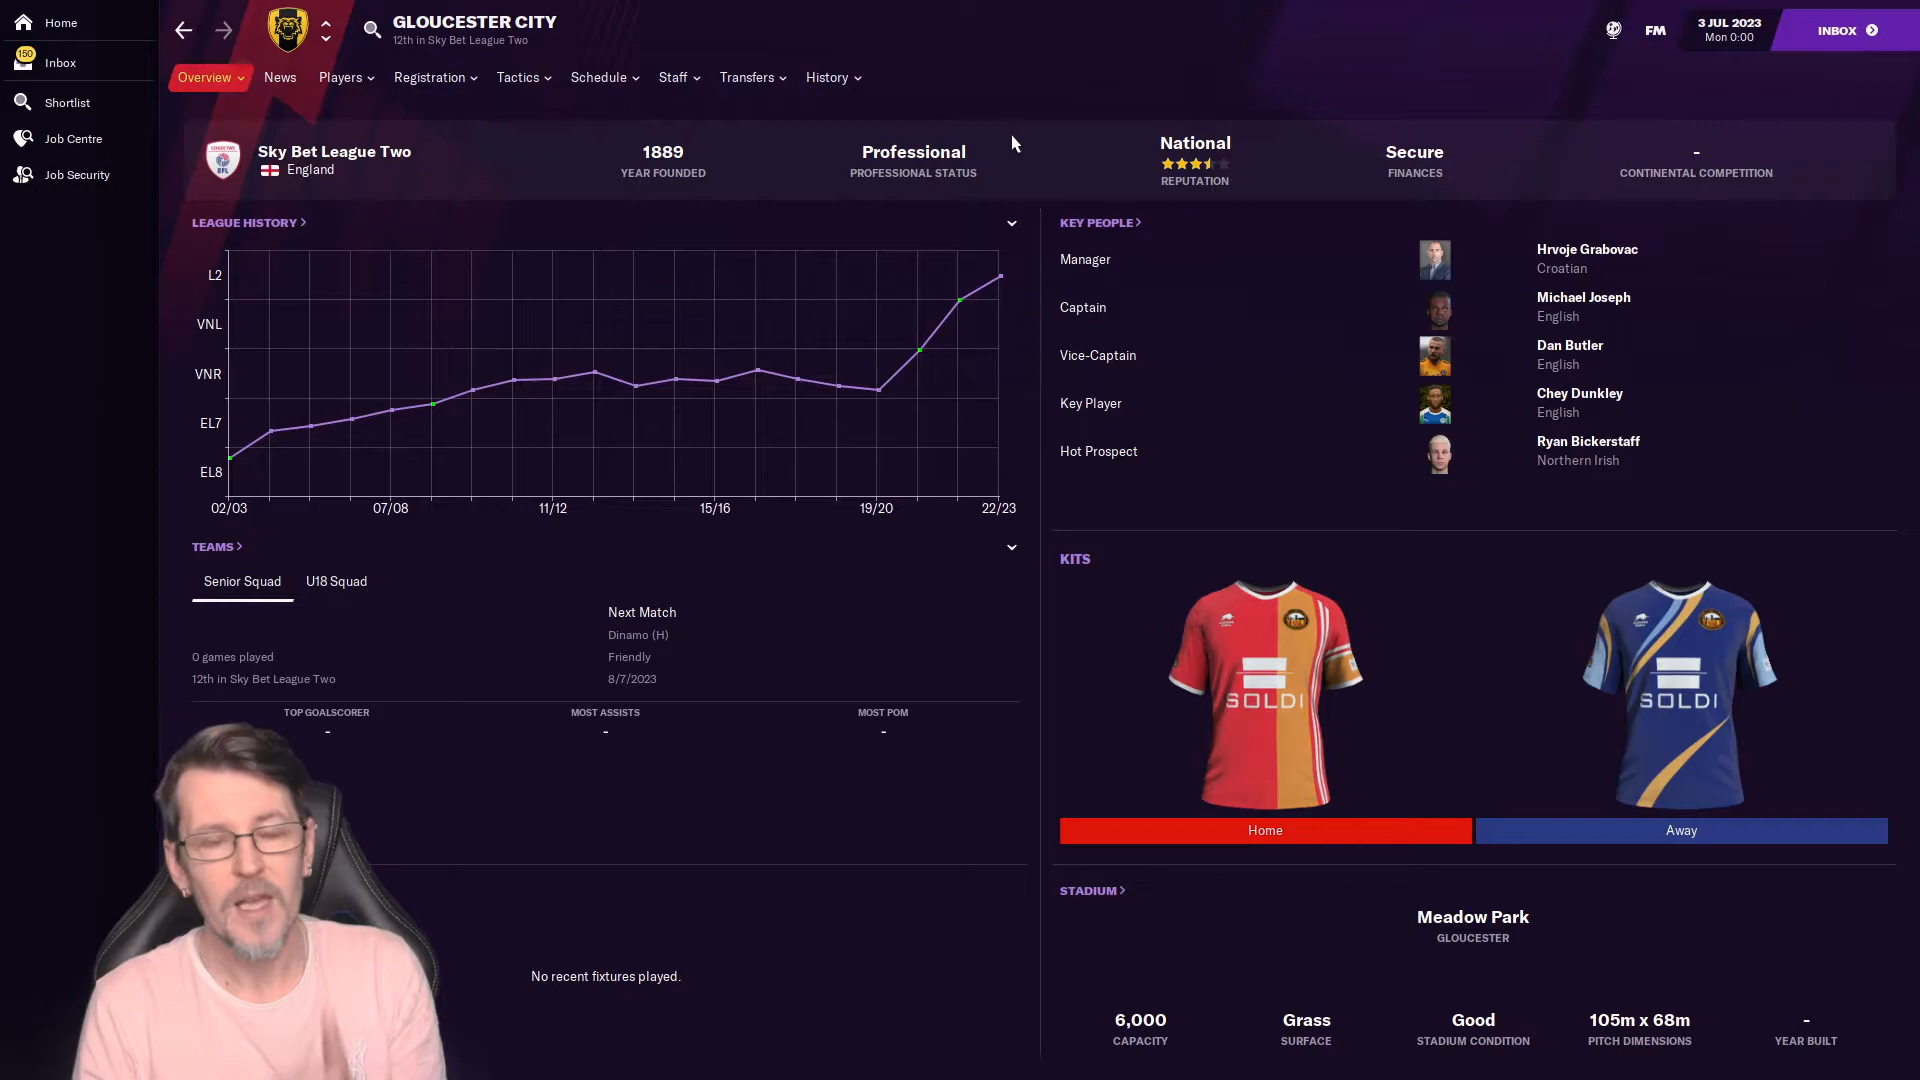 Home
150
Inbox
Shortlist
Job Centre
Job Security
GLOUCESTER CITY
12th in Sky Bet League Two
FM
3 JUL 2023
Mon 0:00
INBOX
Overview
News
Players
Registration
Tactics
Schedule
Staff
Transfers
History
Sky Bet League Two
England
1889
YEAR FOUNDED
Professional
PROFESSIONAL STATUS
National
REPUTATION
Secure
FINANCES
-
CONTINENTAL COMPETITION
LEAGUE HISTORY
L2
VNL
VNR
EL7
EL8
02/03
07/08
11/12
15/16
19/20
22/23
TEAMS
Senior Squad
U18 Squad
0 games played
12th in Sky Bet League Two
Next Match
Dinamo (H)
Friendly
8/7/2023
TOP GOALSCORER
-
MOST ASSISTS
-
MOST POM
-
No recent fixtures played.
KEY PEOPLE
Manager
Hrvoje Grabovac
Croatian
Captain
Michael Joseph
English
Vice-Captain
Dan Butler
English
Key Player
Chey Dunkley
English
Hot Prospect
Ryan Bickerstaff
Northern Irish
KITS
SOLDI
SOLDI
Home
Away
STADIUM
Meadow Park
GLOUCESTER
6,000
CAPACITY
Grass
SURFACE
Good
STADIUM CONDITION
105m x 68m
PITCH DIMENSIONS
-
YEAR BUILT